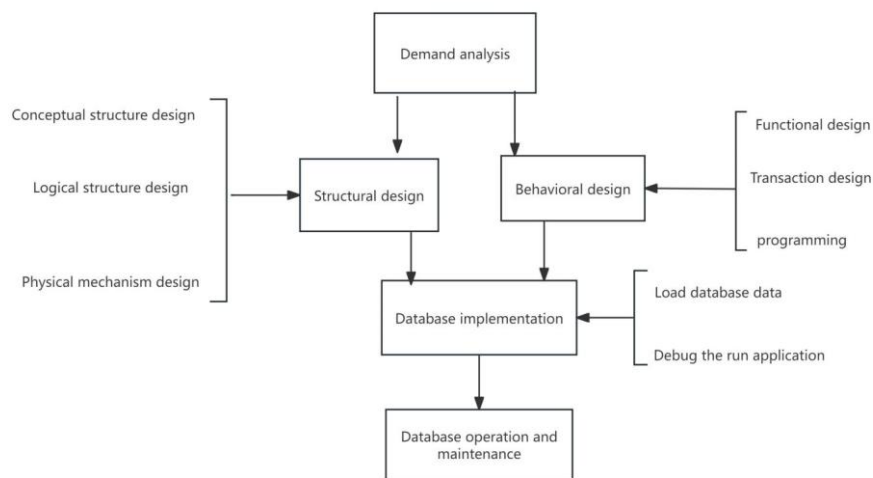 Demand analysis
Conceptual structure design
Functional design
Logical structure design
Structural design
Behavioral design
Transaction design
programming
Physical mechanism design
Database implementation
Load database data
Debug the run application
Database operation and
maintenance